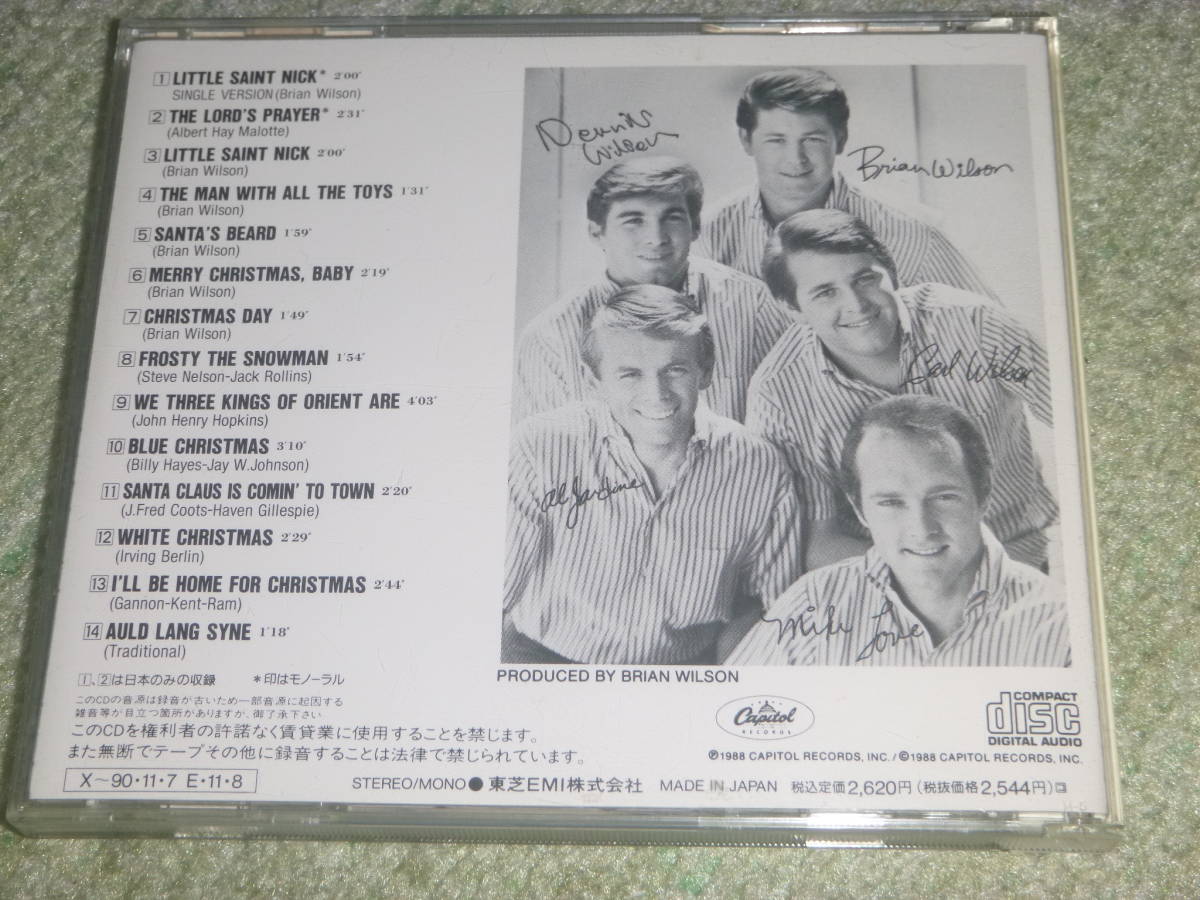 1 LITTLE SAINT NICK* 2'00"
SINGLE VERSION (Brian Wilson)
2 THE LORD'S PRAYER* 2'31"
(Albert Hay Malotte)
3 LITTLE SAINT NICK 2'00"
(Brian Wilson)
4 THE MAN WITH ALL THE TOYS 1'31"
(Brian Wilson)
5 SANTA'S BEARD 1'59"
(Brian Wilson)
6 MERRY CHRISTMAS, BABY 2'19"
(Brian Wilson)
7 CHRISTMAS DAY 1'49"
(Brian Wilson)
8 FROSTY THE SNOWMAN 1'54"
(Steve Nelson-Jack Rollins)
9 WE THREE KINGS OF ORIENT ARE 4'03"
(John Henry Hopkins)
10 BLUE CHRISTMAS 3'10"
(Billy Hayes-Jay W.Johnson)
11 SANTA CLAUS IS COMIN' TO TOWN 2'20"
(J.Fred Coots-Haven Gillespie)
12 WHITE CHRISTMAS 2'29"
(Irving Berlin)
13 I'LL BE HOME FOR CHRISTMAS 2'44"
(Gannon-Kent-Ram)
14 AULD LANG SYNE 1'18"
(Traditional)
1、2は日本のみの収録 *印はモノーラル
このCDの音源は録音が古いため一部音源に起因する
雑音等が目立つ箇所がありますが、御了承下さい。
このCDを権利者の許諾なく賃貸業に使用することを禁じます。
また無断でテープその他に録音することは法律で禁じられています。
X〜90・11・7 E・11・8
Dennis
Wilson
Brian Wilson
Carl Wilson
Al Jardine
Mike Love
PRODUCED BY BRIAN WILSON
Capitol
RECORDS
COMPACT
disc
DIGITAL AUDIO
Ⓟ1988 CAPITOL RECORDS, INC. / ©1988 CAPITOL RECORDS, INC.
STEREO/MONO ● 東芝EMI株式会社 MADE IN JAPAN 税込定価2,620円(税抜価格2,544円)